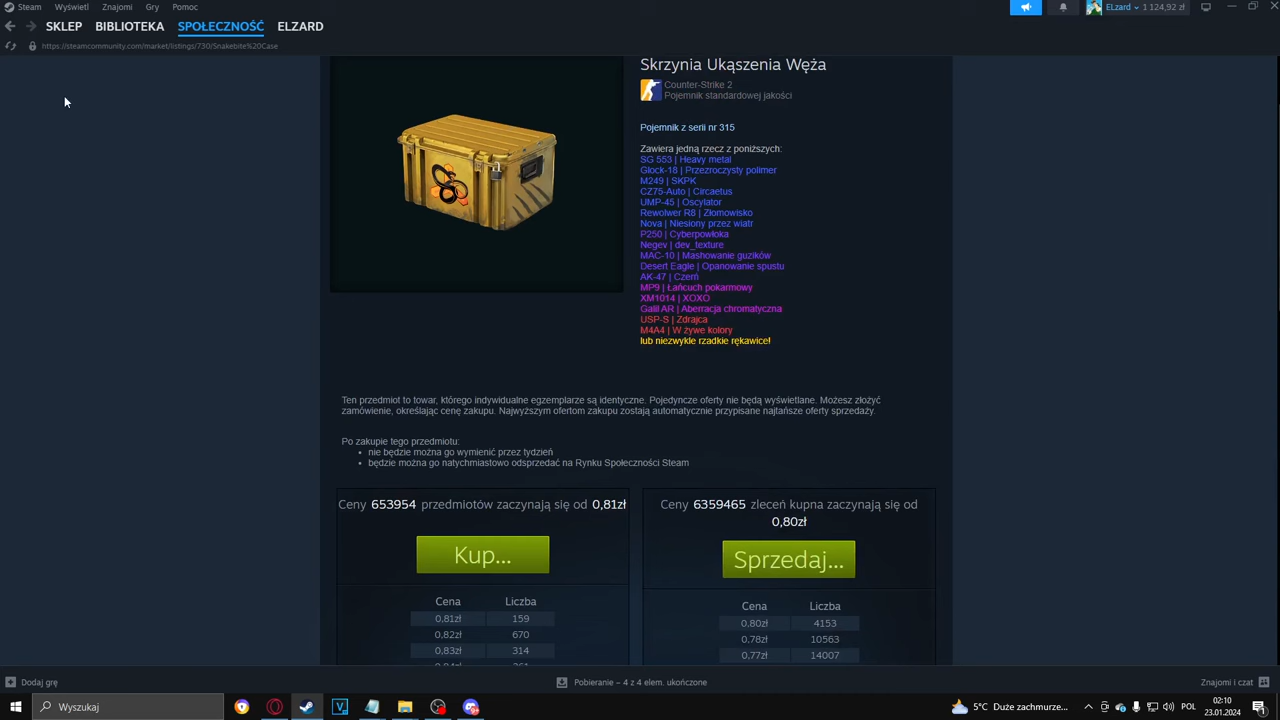 Steam Wyświetl Znajomi Gry Pomoc
ELzard 1 124,92 zł
SKLEP BIBLIOTEKA SPOŁECZNOŚĆ ELZARD
https://steamcommunity.com/market/listings/730/Snakebite%20Case
Skrzynia Ukąszenia Węża
Counter-Strike 2
Pojemnik standardowej jakości
Pojemnik z serii nr 315
Zawiera jedną rzecz z poniższych:
SG 553 | Heavy metal
Glock-18 | Przezroczysty polimer
M249 | SKPK
CZ75-Auto | Circaetus
UMP-45 | Oscylator
Rewolwer R8 | Złomowisko
Nova | Niesiony przez wiatr
P250 | Cyberpowłoka
Negev | dev_texture
MAC-10 | Mashowanie guzików
Desert Eagle | Opanowanie spustu
AK-47 | Czerń
MP9 | Łańcuch pokarmowy
XM1014 | XOXO
Galil AR | Aberracja chromatyczna
USP-S | Zdrajca
M4A4 | W żywe kolory
lub niezwykle rzadkie rękawice!
Ten przedmiot to towar, którego indywidualne egzemplarze są identyczne. Pojedyncze oferty nie będą wyświetlane. Możesz złożyć
zamówienie, określając cenę zakupu. Najwyższym ofertom zakupu zostają automatycznie przypisane najtańsze oferty sprzedaży.
Po zakupie tego przedmiotu:
• nie będzie można go wymienić przez tydzień
• będzie można go natychmiastowo odsprzedać na Rynku Społeczności Steam
Ceny 653954 przedmiotów zaczynają się od 0,81zł
Kup...
Cena Liczba
0,81zł 159
0,82zł 670
0,83zł 314
Ceny 6359465 zleceń kupna zaczynają się od
0,80zł
Sprzedaj...
Cena Liczba
0,80zł 4153
0,78zł 10563
0,77zł 14007
Dodaj grę
Pobieranie – 4 z 4 elem. ukończone
Znajomi i czat
Wyszukaj
5°C Duże zachmurze...
POL
02:10
23.01.2024